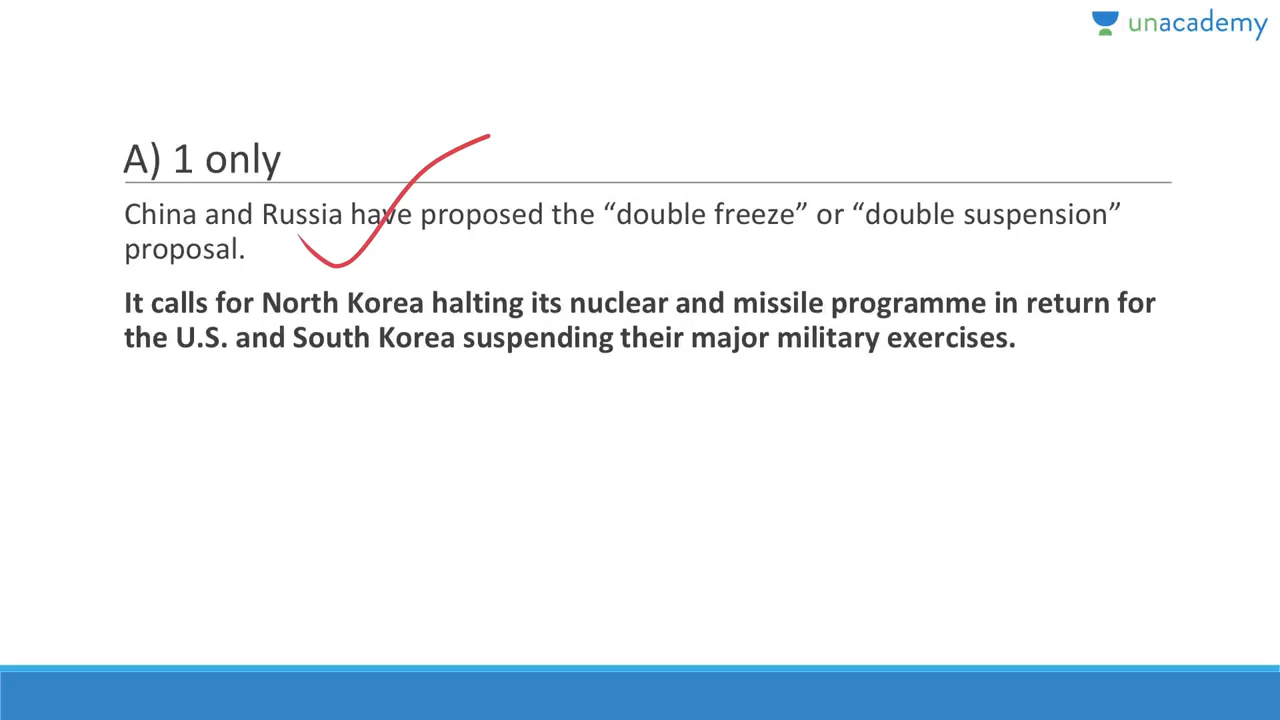 unacademy
A) 1 only
China and Russia have proposed the “double freeze” or “double suspension”
proposal.
It calls for North Korea halting its nuclear and missile programme in return for
the U.S. and South Korea suspending their major military exercises.